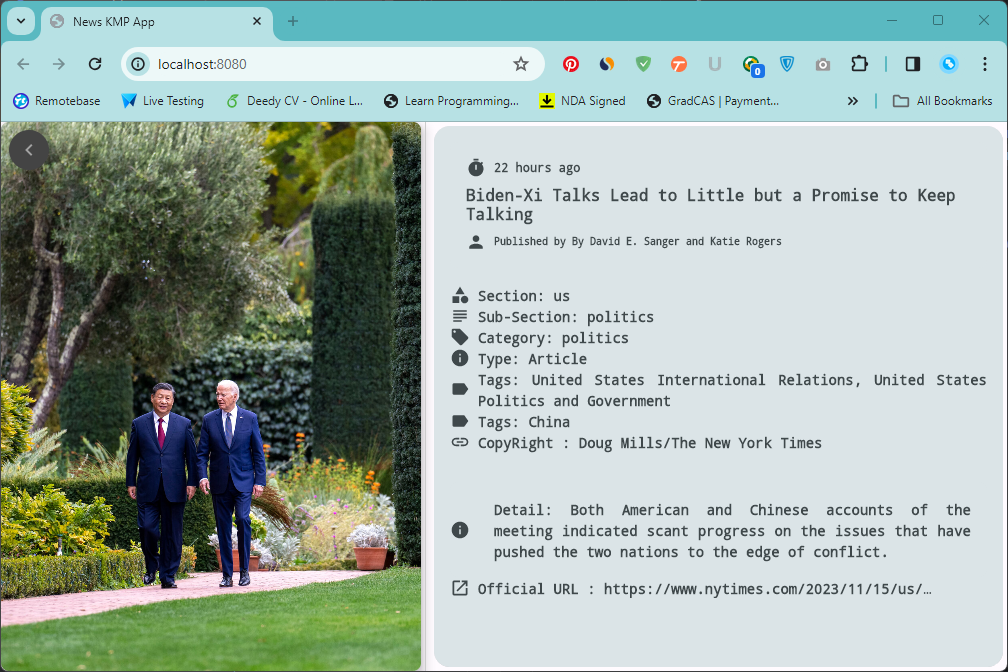 News KMP App
localhost:8080
0
Remotebase
Live Testing
Deedy CV - Online L...
Learn Programming...
NDA Signed
GradCAS | Payment...
All Bookmarks
22 hours ago
Biden-Xi Talks Lead to Little but a Promise to Keep
Talking
Published by By David E. Sanger and Katie Rogers
Section: us
Sub-Section: politics
Category: politics
Type: Article
Tags: United States International Relations, United States
Politics and Government
Tags: China
CopyRight : Doug Mills/The New York Times
Detail: Both American and Chinese accounts of the
meeting indicated scant progress on the issues that have
pushed the two nations to the edge of conflict.
Official URL : https://www.nytimes.com/2023/11/15/us/…